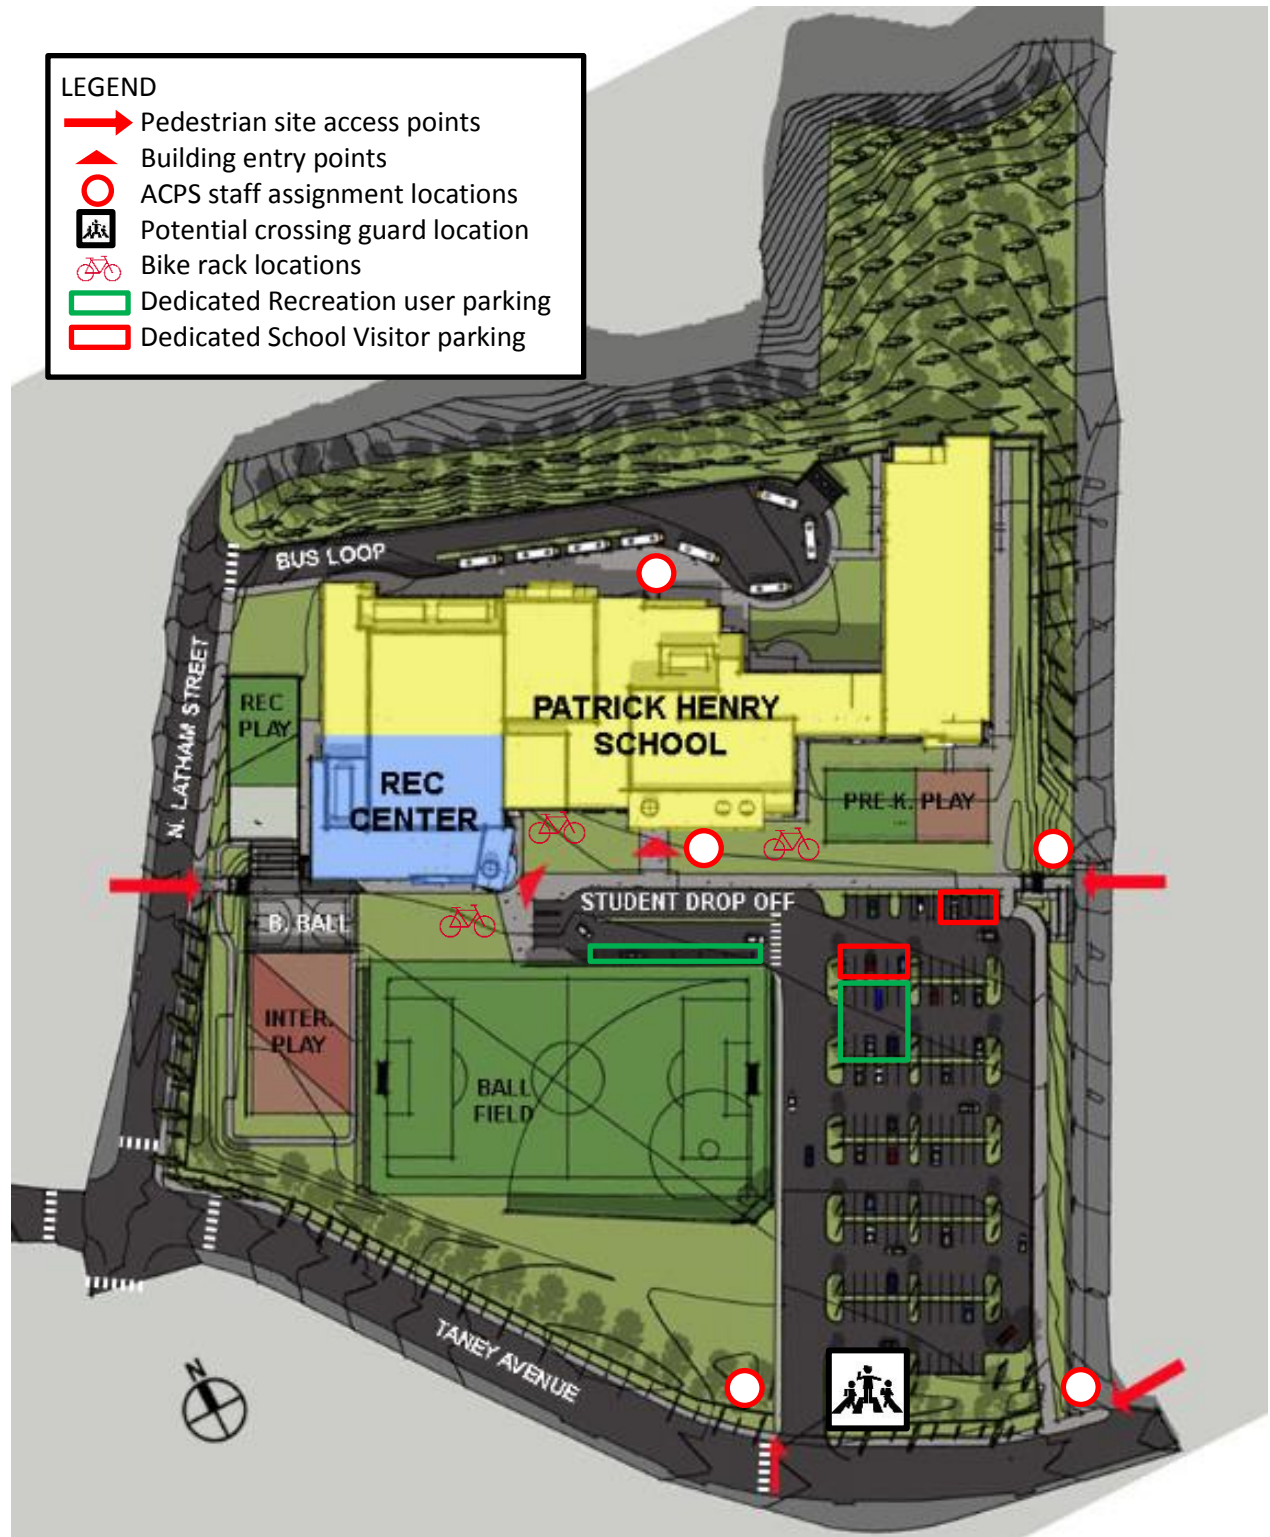 LEGEND
Pedestrian site access points
Building entry points
ACPS staff assignment locations
Potential crossing guard location
Bike rack locations
Dedicated Recreation user parking
Dedicated School Visitor parking
BUS LOOP
N. LATHAM STREET
REC
PLAY
PATRICK HENRY
SCHOOL
REC
CENTER
PRE-K. PLAY
STUDENT DROP OFF
B. BALL
INTER.
PLAY
BALL
FIELD
TANEY AVENUE
N